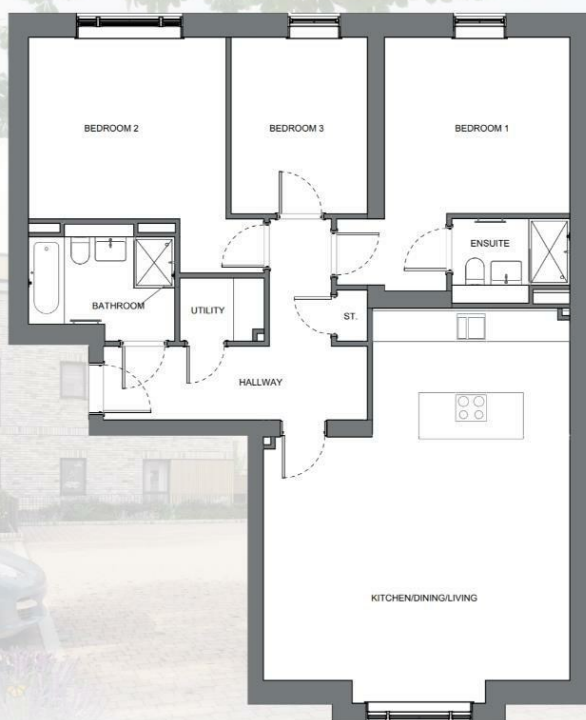 BEDROOM 2
BEDROOM 3
BEDROOM 1
ENSUITE
BATHROOM
UTILITY
ST.
HALLWAY
KITCHEN/DINING/LIVING